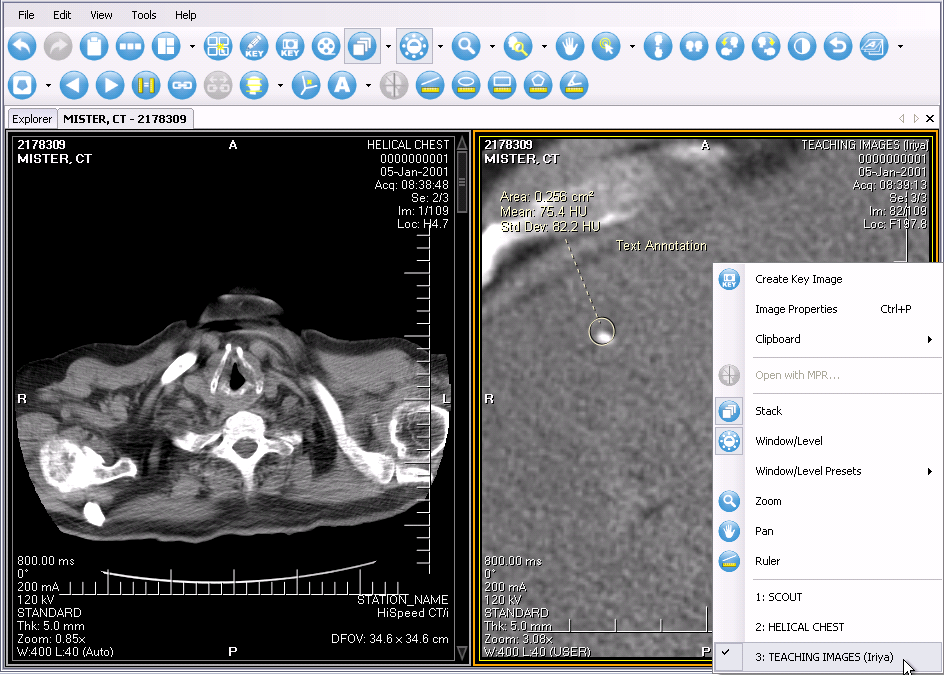 File Edit View Tools Help
KEY KEY
A
Explorer MISTER, CT - 2178309
2178309 A HELICAL CHEST
MISTER, CT 0000000001
05-Jan-2001
Acq: 08:38:48
Se: 2/3
Im: 1/109
Loc: H4.7
R L
800.00 ms
0°
200 mA
120 kV STATION_NAME
STANDARD HiSpeed CT/i
Thk: 5.0 mm
Zoom: 0.85x DFOV: 34.6 x 34.6 cm
W:400 L:40 (Auto) P
2178309 A TEACHING IMAGES (Iriya)
MISTER, CT 0000000001
05-Jan-2001
Acq: 08:39:13
Se: 3/3
Im: 82/109
Loc: F197.8
Area: 0.256 cm²
Mean: 75.4 HU
Std Dev: 82.2 HU
Text Annotation
R
800.00 ms
0°
200 mA
120 kV
STANDARD
Thk: 5.0 mm
Zoom: 3.08x
W:400 L:40 (USER) P
KEY Create Key Image
Image Properties Ctrl+P
Clipboard
Open with MPR...
Stack
Window/Level
Window/Level Presets
Zoom
Pan
Ruler
1: SCOUT
2: HELICAL CHEST
3: TEACHING IMAGES (Iriya)